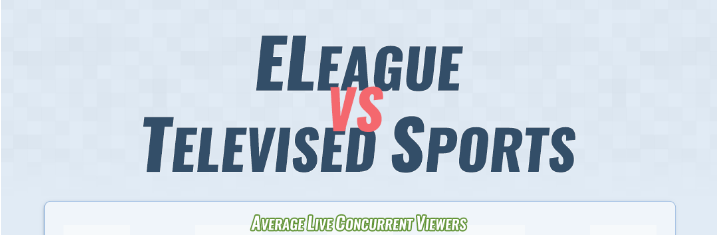 ELEAGUE
VS
TELEVISED SPORTS
AVERAGE LIVE CONCURRENT VIEWERS